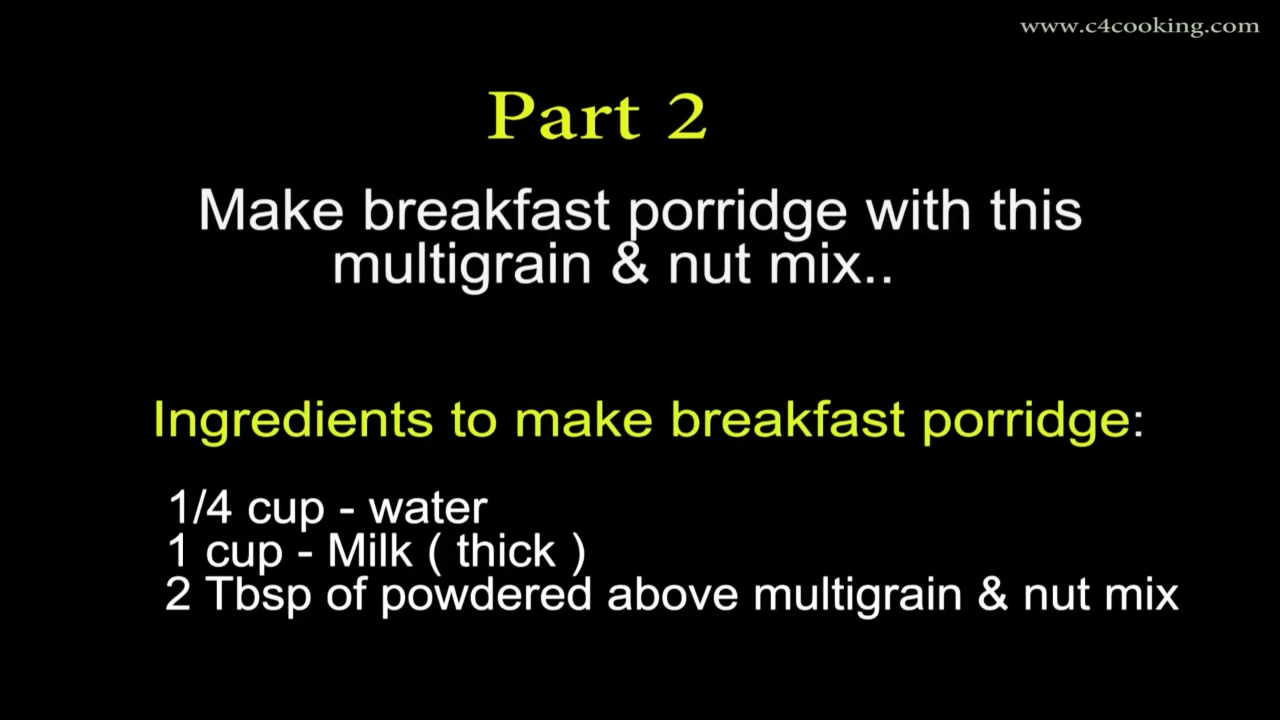 www.c4cooking.com
Part 2
Make breakfast porridge with this
multigrain & nut mix..
Ingredients to make breakfast porridge:
1/4 cup - water
1 cup - Milk ( thick )
2 Tbsp of powdered above multigrain & nut mix